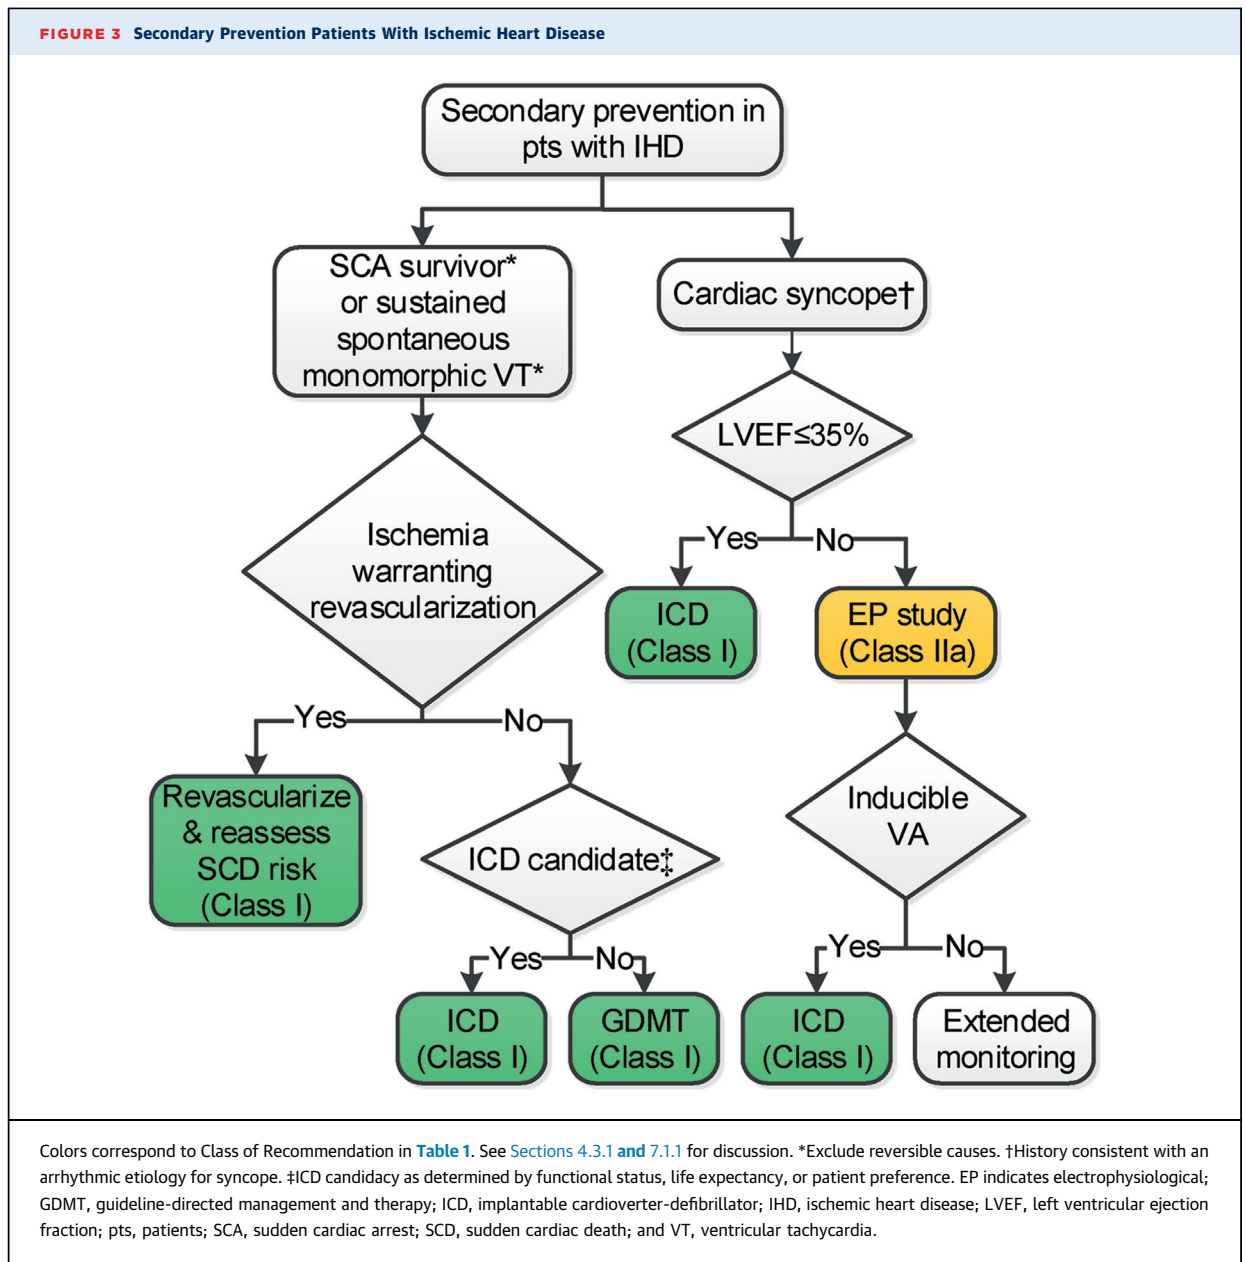 FIGURE 3 Secondary Prevention Patients With Ischemic Heart Disease
Secondary prevention in
pts with IHD
SCA survivor*
or sustained
spontaneous
monomorphic VT*
Cardiac syncope†
LVEF≤35%
Ischemia
warranting
revascularization
Yes
No
ICD
(Class I)
EP study
(Class IIa)
Yes
No
Revascularize
& reassess
SCD risk
(Class I)
ICD candidate‡
Inducible
VA
Yes
No
Yes
No
ICD
(Class I)
GDMT
(Class I)
ICD
(Class I)
Extended
monitoring
Colors correspond to Class of Recommendation in Table 1. See Sections 4.3.1 and 7.1.1 for discussion. *Exclude reversible causes. †History consistent with an
arrhythmic etiology for syncope. ‡ICD candidacy as determined by functional status, life expectancy, or patient preference. EP indicates electrophysiological;
GDMT, guideline-directed management and therapy; ICD, implantable cardioverter-defibrillator; IHD, ischemic heart disease; LVEF, left ventricular ejection
fraction; pts, patients; SCA, sudden cardiac arrest; SCD, sudden cardiac death; and VT, ventricular tachycardia.